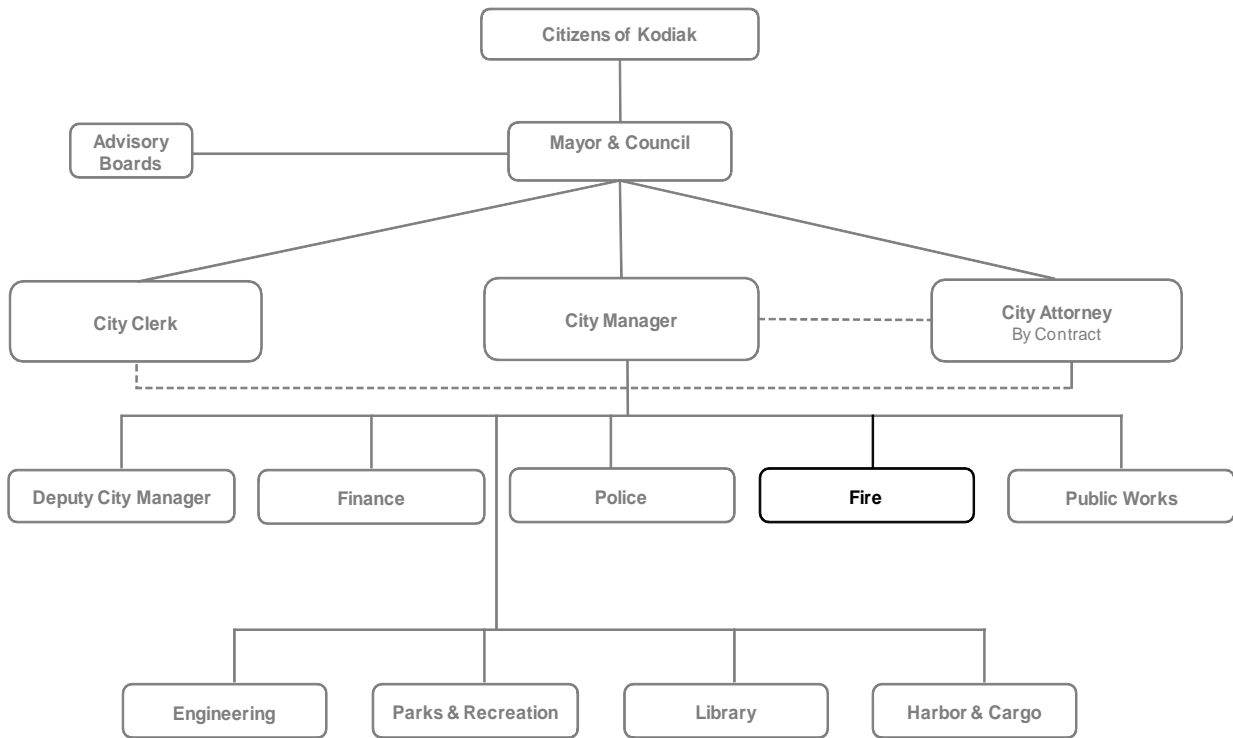 Citizens of Kodiak
Advisory
Boards
Mayor & Council
City Clerk
City Manager
City Attorney
By Contract
Deputy City Manager
Finance
Police
Fire
Public Works
Engineering
Parks & Recreation
Library
Harbor & Cargo